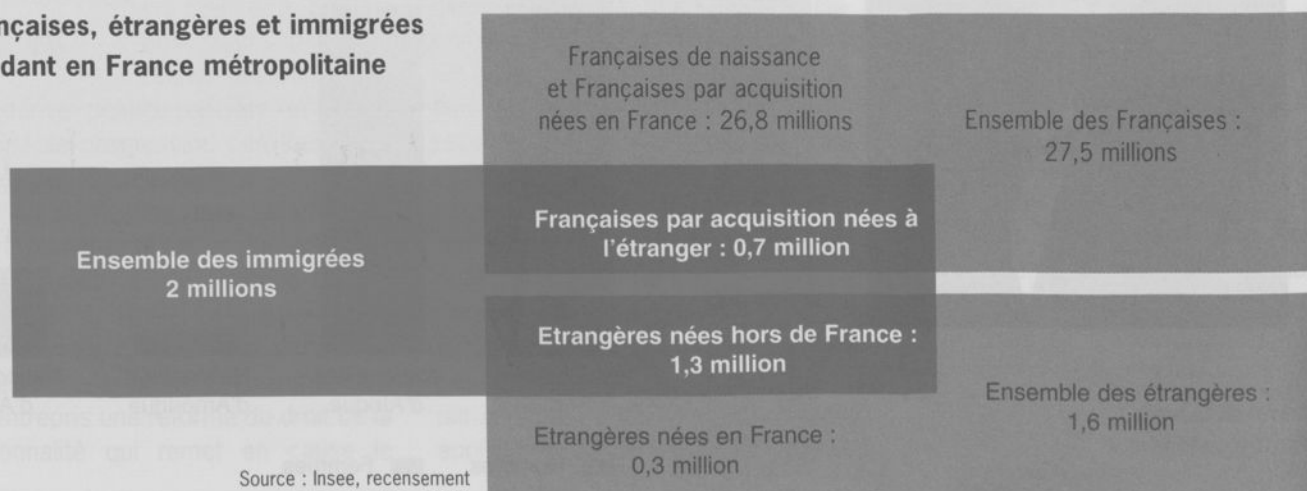 nçaises, étrangères et immigrées
dant en France métropolitaine
Françaises de naissance
et Françaises par acquisition
nées en France : 26,8 millions
Ensemble des Françaises :
27,5 millions
Ensemble des immigrées
2 millions
Françaises par acquisition nées à
l'étranger : 0,7 million
Etrangères nées hors de France :
1,3 million
Ensemble des étrangères :
1,6 million
Etrangères nées en France :
0,3 million
Source : Insee, recensement